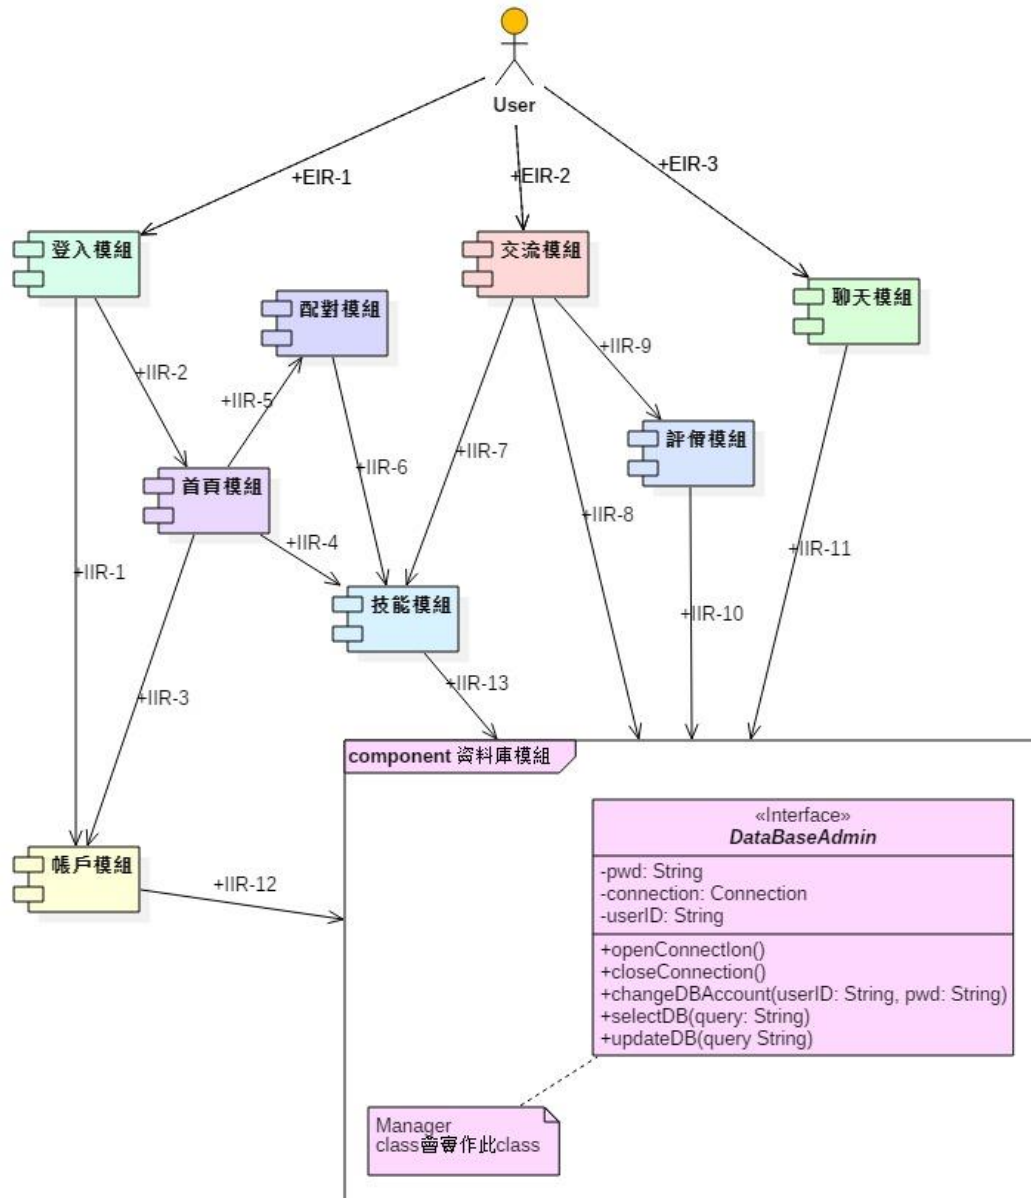 User
+EIR-1
+EIR-2
+EIR-3
登入模組
交流模組
聊天模組
配對模組
+IIR-2
+IIR-5
+IIR-9
評價模組
+IIR-7
+IIR-6
首頁模組
+IIR-8
+IIR-4
+IIR-11
+IIR-1
技能模組
+IIR-10
+IIR-13
+IIR-3
component 資料庫模組
«Interface»
DataBaseAdmin
-pwd: String
-connection: Connection
-userID: String
帳戶模組
+IIR-12
+openConnectIon()
+closeConnection()
+changeDBAccount(userID: String, pwd: String)
+selectDB(query: String)
+updateDB(query String)
Manager
class會實作此class